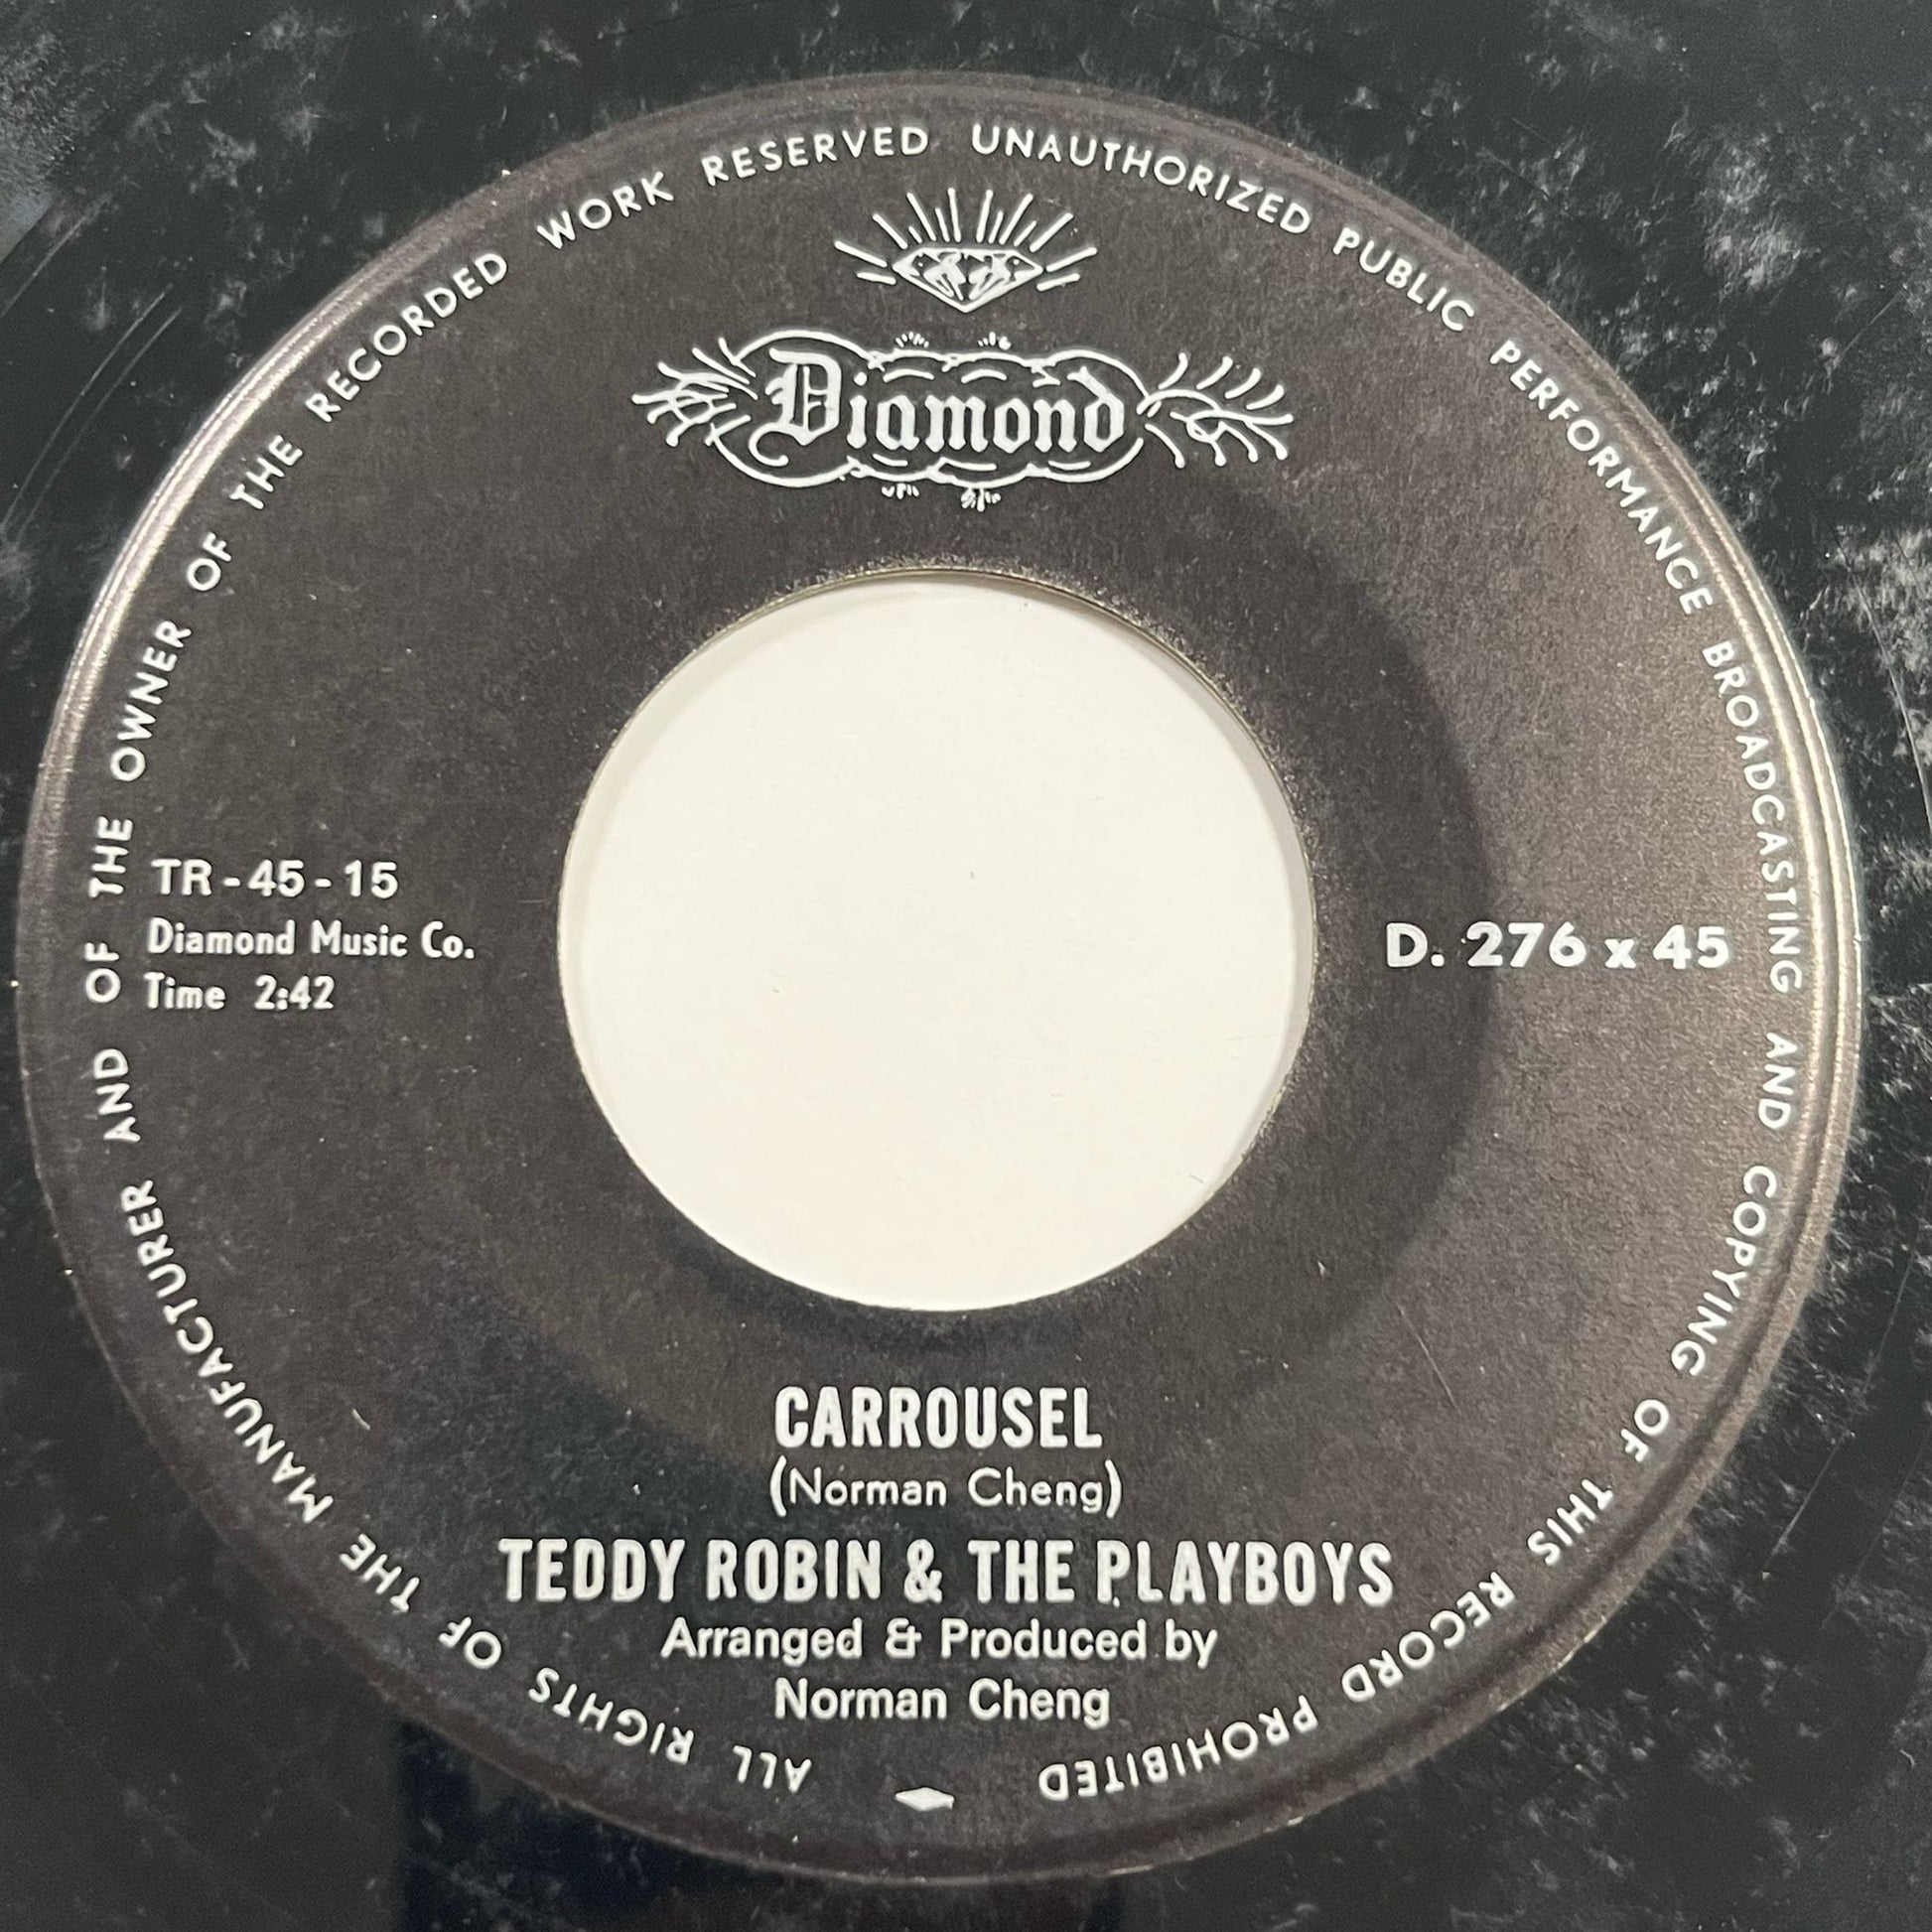 ALL RIGHTS OF THE MANUFACTURER AND OF THE OWNER OF THE RECORDED WORK RESERVED UNAUTHORIZED PUBLIC PERFORMANCE BROADCASTING AND COPYING OF THIS RECORD PROHIBITED
Diamond
TR-45-15
Diamond Music Co.
Time 2:42
D. 276 x 45
CARROUSEL
(Norman Cheng)
TEDDY ROBIN & THE PLAYBOYS
Arranged & Produced by
Norman Cheng